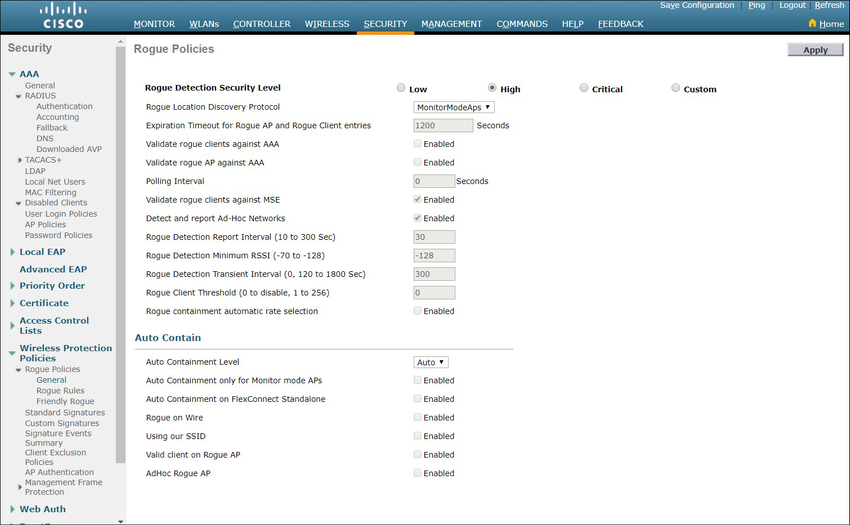 Save Configuration | Ping | Logout | Refresh
CISCO
MONITOR WLANs CONTROLLER WIRELESS SECURITY MANAGEMENT COMMANDS HELP FEEDBACK Home
Security
AAA
General
RADIUS
Authentication
Accounting
Fallback
DNS
Downloaded AVP
TACACS+
LDAP
Local Net Users
MAC Filtering
Disabled Clients
User Login Policies
AP Policies
Password Policies
Local EAP
Advanced EAP
Priority Order
Certificate
Access Control
Lists
Wireless Protection
Policies
Rogue Policies
General
Rogue Rules
Friendly Rogue
Standard Signatures
Custom Signatures
Signature Events
Summary
Client Exclusion
Policies
AP Authentication
Management Frame
Protection
Web Auth
Rogue Policies
Apply
Rogue Detection Security Level Low High Critical Custom
Rogue Location Discovery Protocol MonitorModeAps
Expiration Timeout for Rogue AP and Rogue Client entries 1200 Seconds
Validate rogue clients against AAA Enabled
Validate rogue AP against AAA Enabled
Polling Interval 0 Seconds
Validate rogue clients against MSE Enabled
Detect and report Ad-Hoc Networks Enabled
Rogue Detection Report Interval (10 to 300 Sec) 30
Rogue Detection Minimum RSSI (-70 to -128) -128
Rogue Detection Transient Interval (0, 120 to 1800 Sec) 300
Rogue Client Threshold (0 to disable, 1 to 256) 0
Rogue containment automatic rate selection Enabled
Auto Contain
Auto Containment Level Auto
Auto Containment only for Monitor mode APs Enabled
Auto Containment on FlexConnect Standalone Enabled
Rogue on Wire Enabled
Using our SSID Enabled
Valid client on Rogue AP Enabled
AdHoc Rogue AP Enabled